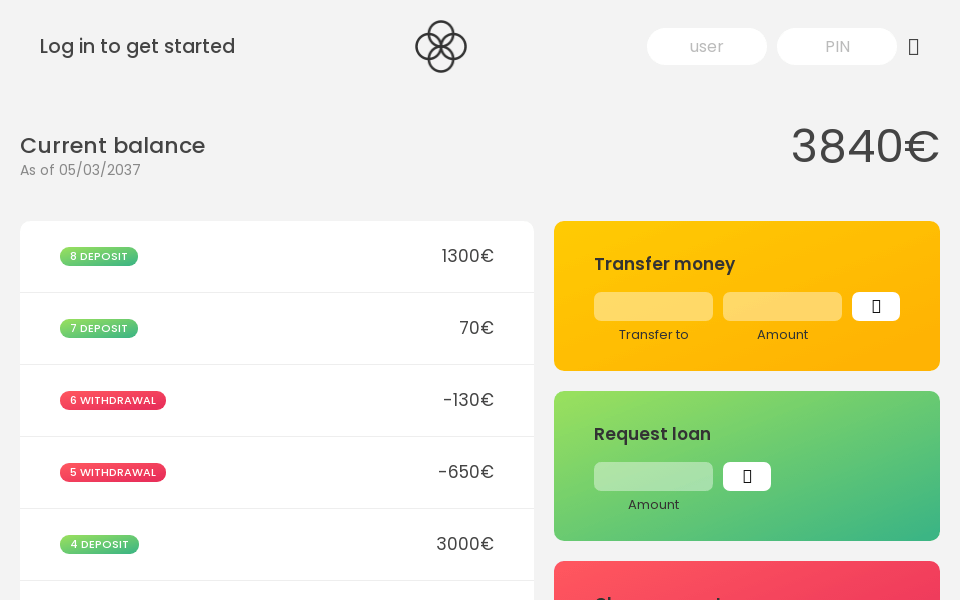 Log in to get started
user
PIN
Current balance
As of 05/03/2037
3840€
8 DEPOSIT
1300€
7 DEPOSIT
70€
6 WITHDRAWAL
-130€
5 WITHDRAWAL
-650€
4 DEPOSIT
3000€
Transfer money
Transfer to
Amount
Request loan
Amount